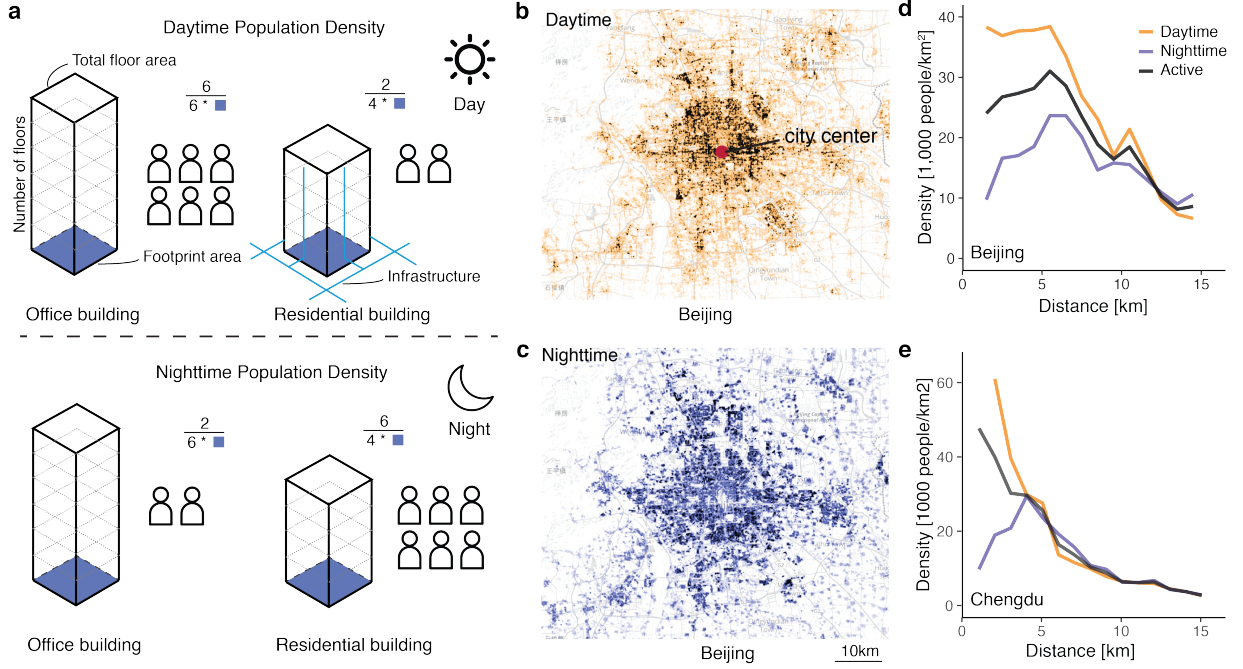 a
Daytime Population Density
Total floor area
6
6 *
2
4 *
Day
Number of floors
Footprint area
Infrastructure
Office building
Residential building
Nighttime Population Density
2
6 *
6
4 *
Night
Office building
Residential building
b
Daytime
city center
Qingyundian
Town
Beijing
c
Nighttime
Beijing
10km
d
Daytime
Nighttime
Active
40
30
20
10
0
Density [1,000 people/km²]
Beijing
0
5
10
15
Distance [km]
e
60
40
20
0
Density [1000 people/km2]
Chengdu
0
5
10
15
Distance [km]